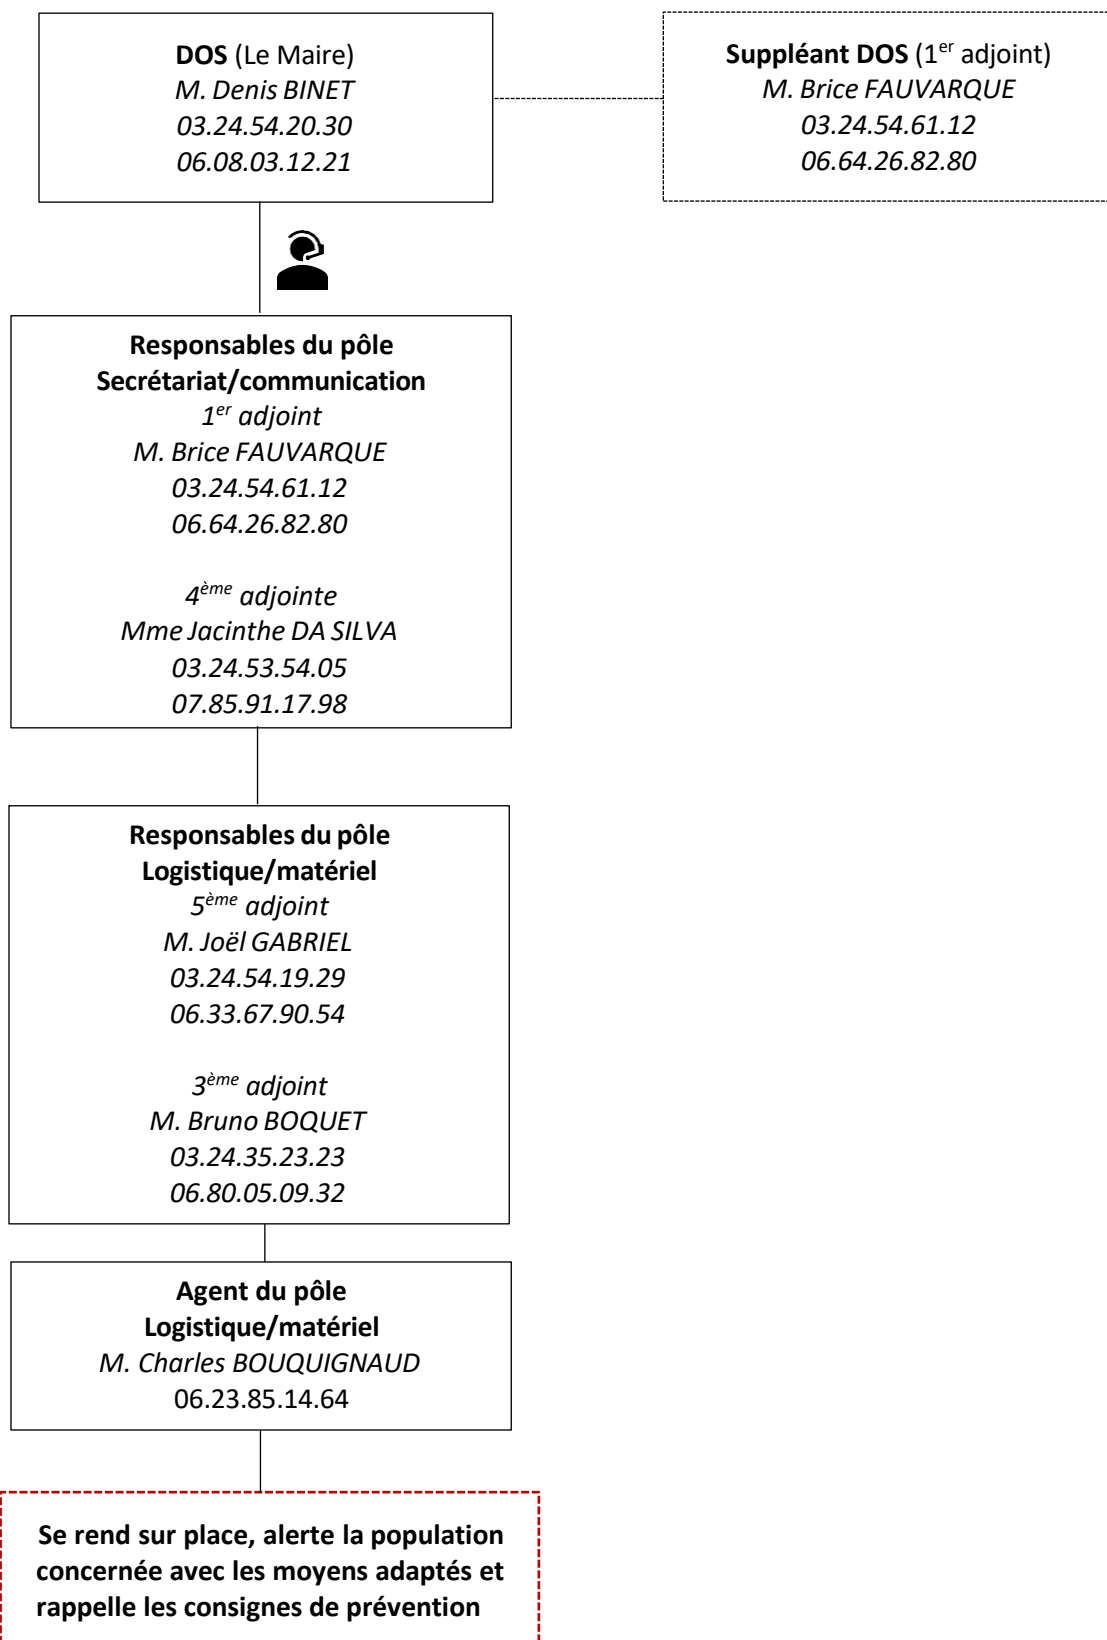 DOS (Le Maire)
M. Denis BINET
03.24.54.20.30
06.08.03.12.21
Suppléant DOS (1er adjoint)
M. Brice FAUVARQUE
03.24.54.61.12
06.64.26.82.80
Responsables du pôle
Secrétariat/communication
1er adjoint
M. Brice FAUVARQUE
03.24.54.61.12
06.64.26.82.80
4ème adjointe
Mme Jacinthe DA SILVA
03.24.53.54.05
07.85.91.17.98
Responsables du pôle
Logistique/matériel
5ème adjoint
M. Joël GABRIEL
03.24.54.19.29
06.33.67.90.54
3ème adjoint
M. Bruno BOQUET
03.24.35.23.23
06.80.05.09.32
Agent du pôle
Logistique/matériel
M. Charles BOUQUIGNAUD
06.23.85.14.64
Se rend sur place, alerte la population
concernée avec les moyens adaptés et
rappelle les consignes de prévention